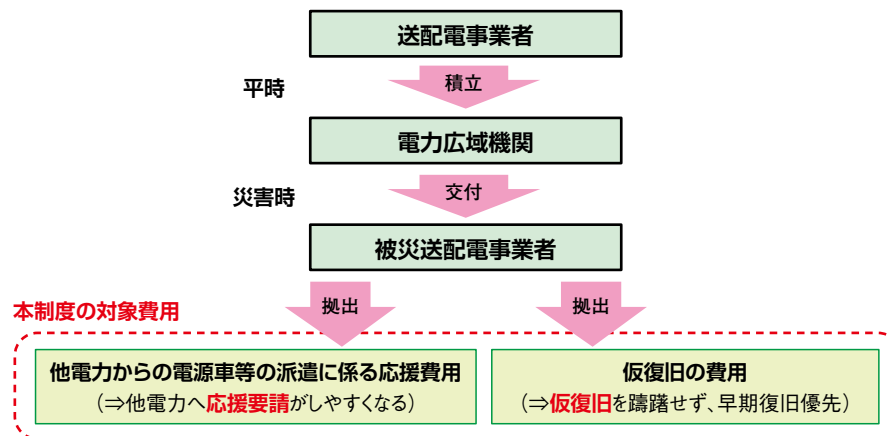 送配電事業者
平時
積立
電力広域機関
災害時
交付
被災送配電事業者
拠出
拠出
本制度の対象費用
他電力からの電源車等の派遣に係る応援費用
(⇒他電力へ応援要請がしやすくなる)
仮復旧の費用
(⇒仮復旧を躊躇せず、早期復旧優先)